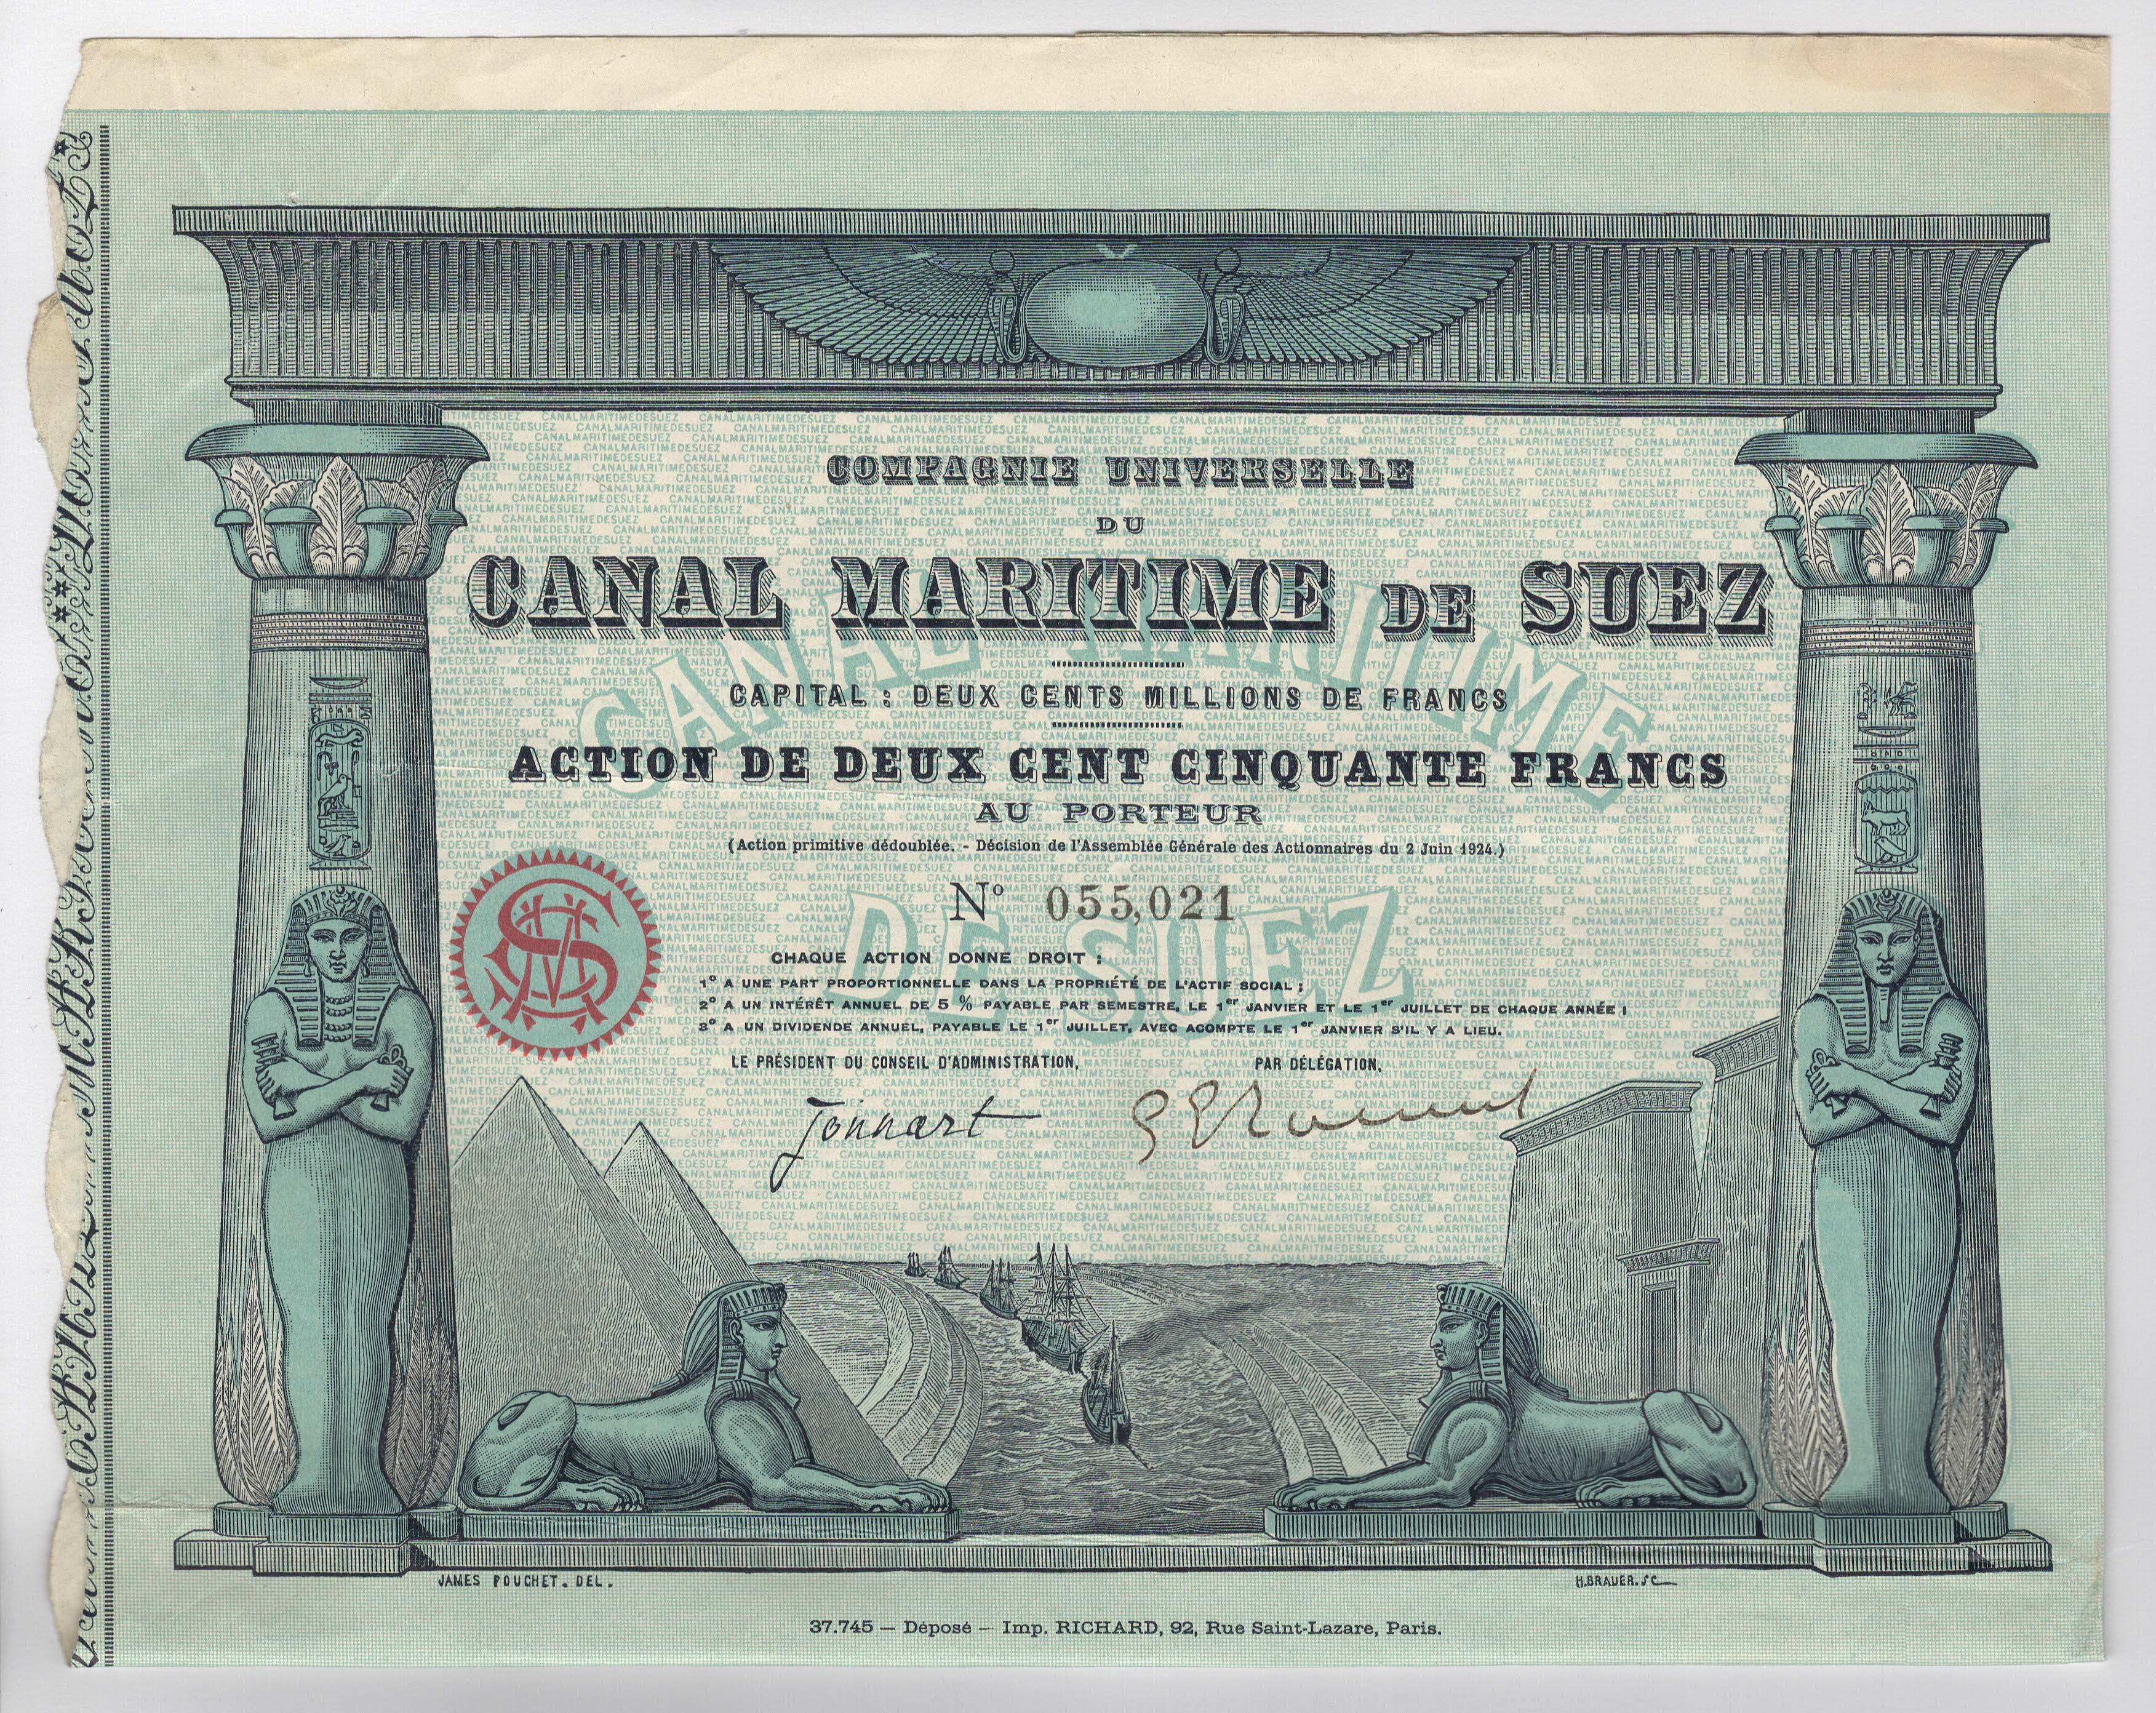 COMPAGNIE UNIVERSELLE
DU
CANAL MARITIME DE SUEZ
CAPITAL : DEUX CENTS MILLIONS DE FRANCS
ACTION DE DEUX CENT CINQUANTE FRANCS
AU PORTEUR
(Action primitive dédoublée. - Décision de l'Assemblée Générale des Actionnaires du 2 Juin 1924.)
N° 055,021
CHAQUE ACTION DONNE DROIT :
1° A UNE PART PROPORTIONNELLE DANS LA PROPRIÉTÉ DE L'ACTIF SOCIAL ;
2° A UN INTÉRÊT ANNUEL DE 5 % PAYABLE PAR SEMESTRE, LE 1er JANVIER ET LE 1er JUILLET DE CHAQUE ANNÉE ;
3° A UN DIVIDENDE ANNUEL, PAYABLE LE 1er JUILLET, AVEC ACOMPTE LE 1er JANVIER S'IL Y A LIEU.
LE PRÉSIDENT DU CONSEIL D'ADMINISTRATION,
PAR DÉLÉGATION,
Jonnart
CANAL MARITIME
DE SUEZ
JAMES POUCHET. DEL.
H. BRAUER. SC
37.745 — Déposé — Imp. RICHARD, 92, Rue Saint-Lazare, Paris.